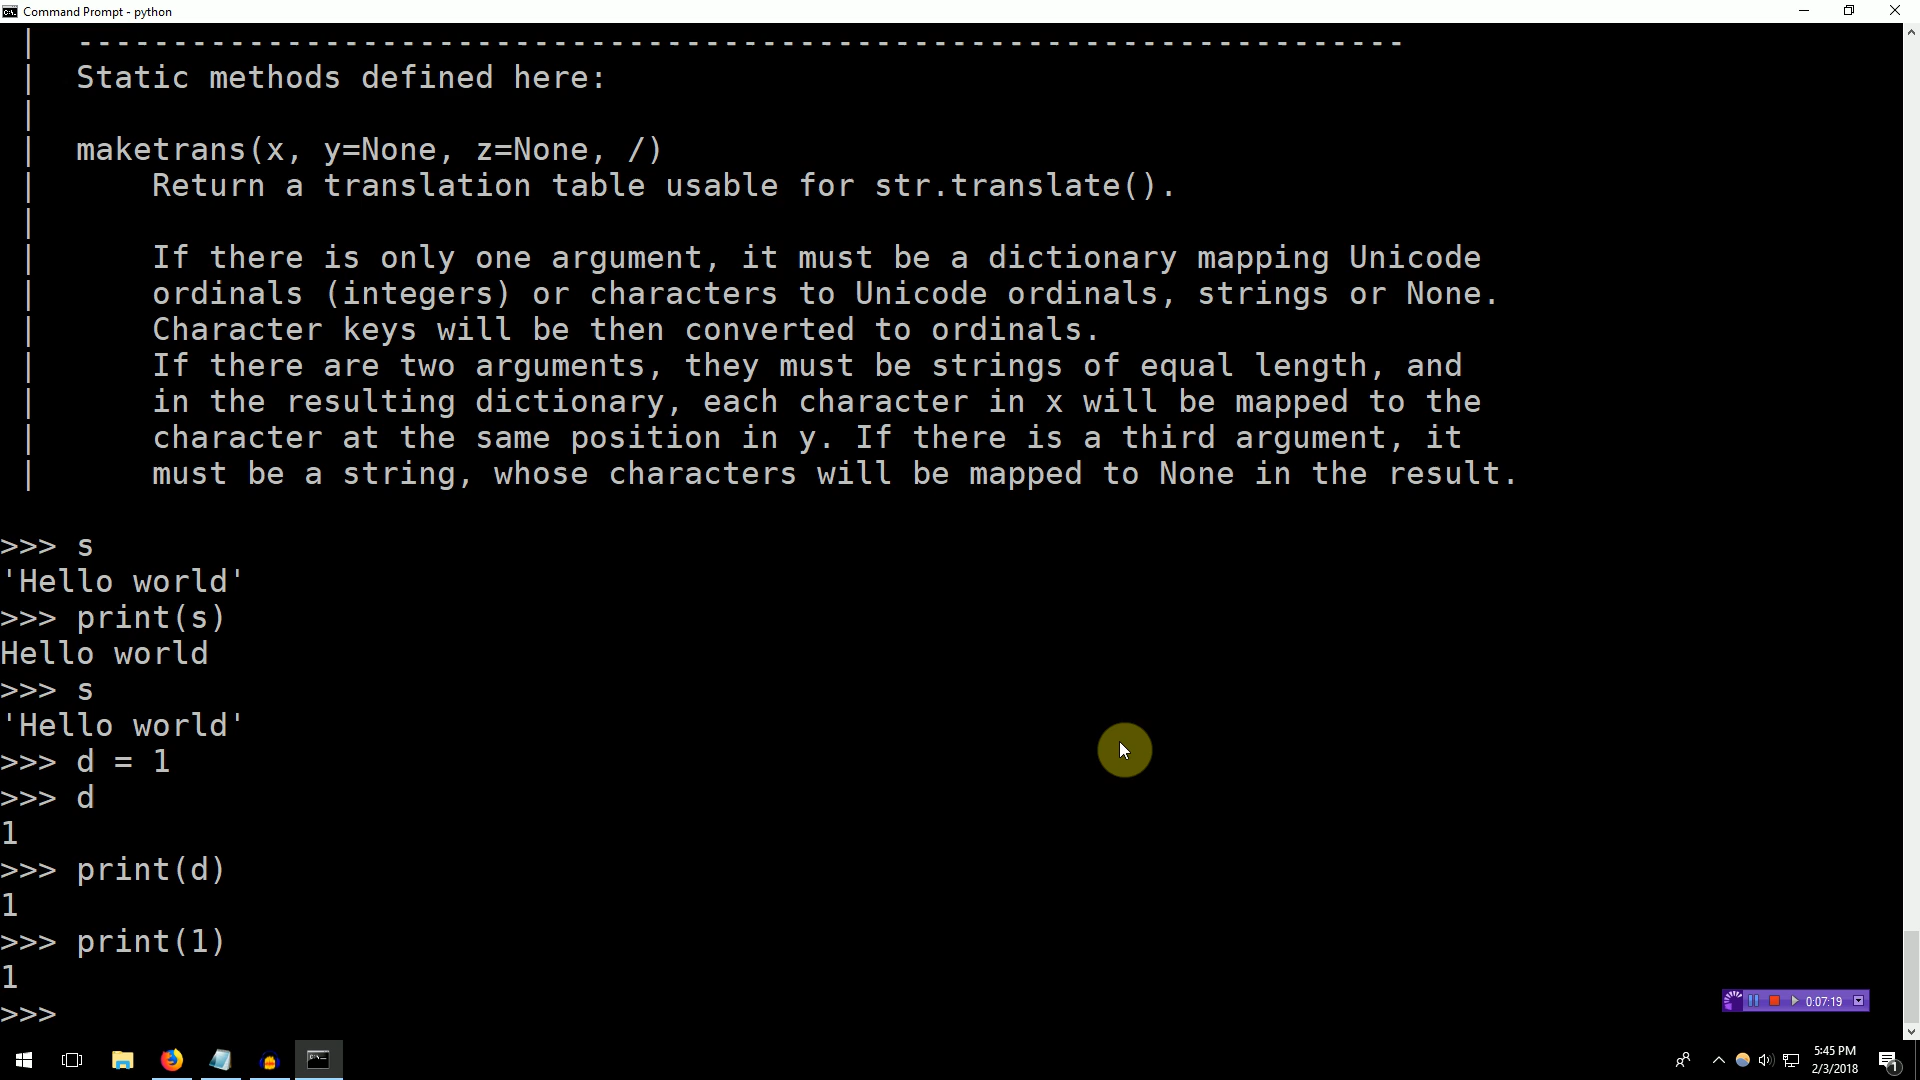 Command Prompt - python
| ----------------------------------------------------------------------
| Static methods defined here:
|
| maketrans(x, y=None, z=None, /)
| Return a translation table usable for str.translate().
|
| If there is only one argument, it must be a dictionary mapping Unicode
| ordinals (integers) or characters to Unicode ordinals, strings or None.
| Character keys will be then converted to ordinals.
| If there are two arguments, they must be strings of equal length, and
| in the resulting dictionary, each character in x will be mapped to the
| character at the same position in y. If there is a third argument, it
| must be a string, whose characters will be mapped to None in the result.
>>> s
'Hello world'
>>> print(s)
Hello world
>>> s
'Hello world'
>>> d = 1
>>> d
1
>>> print(d)
1
>>> print(1)
1
>>>
0:07:19
5:45 PM
2/3/2018
1